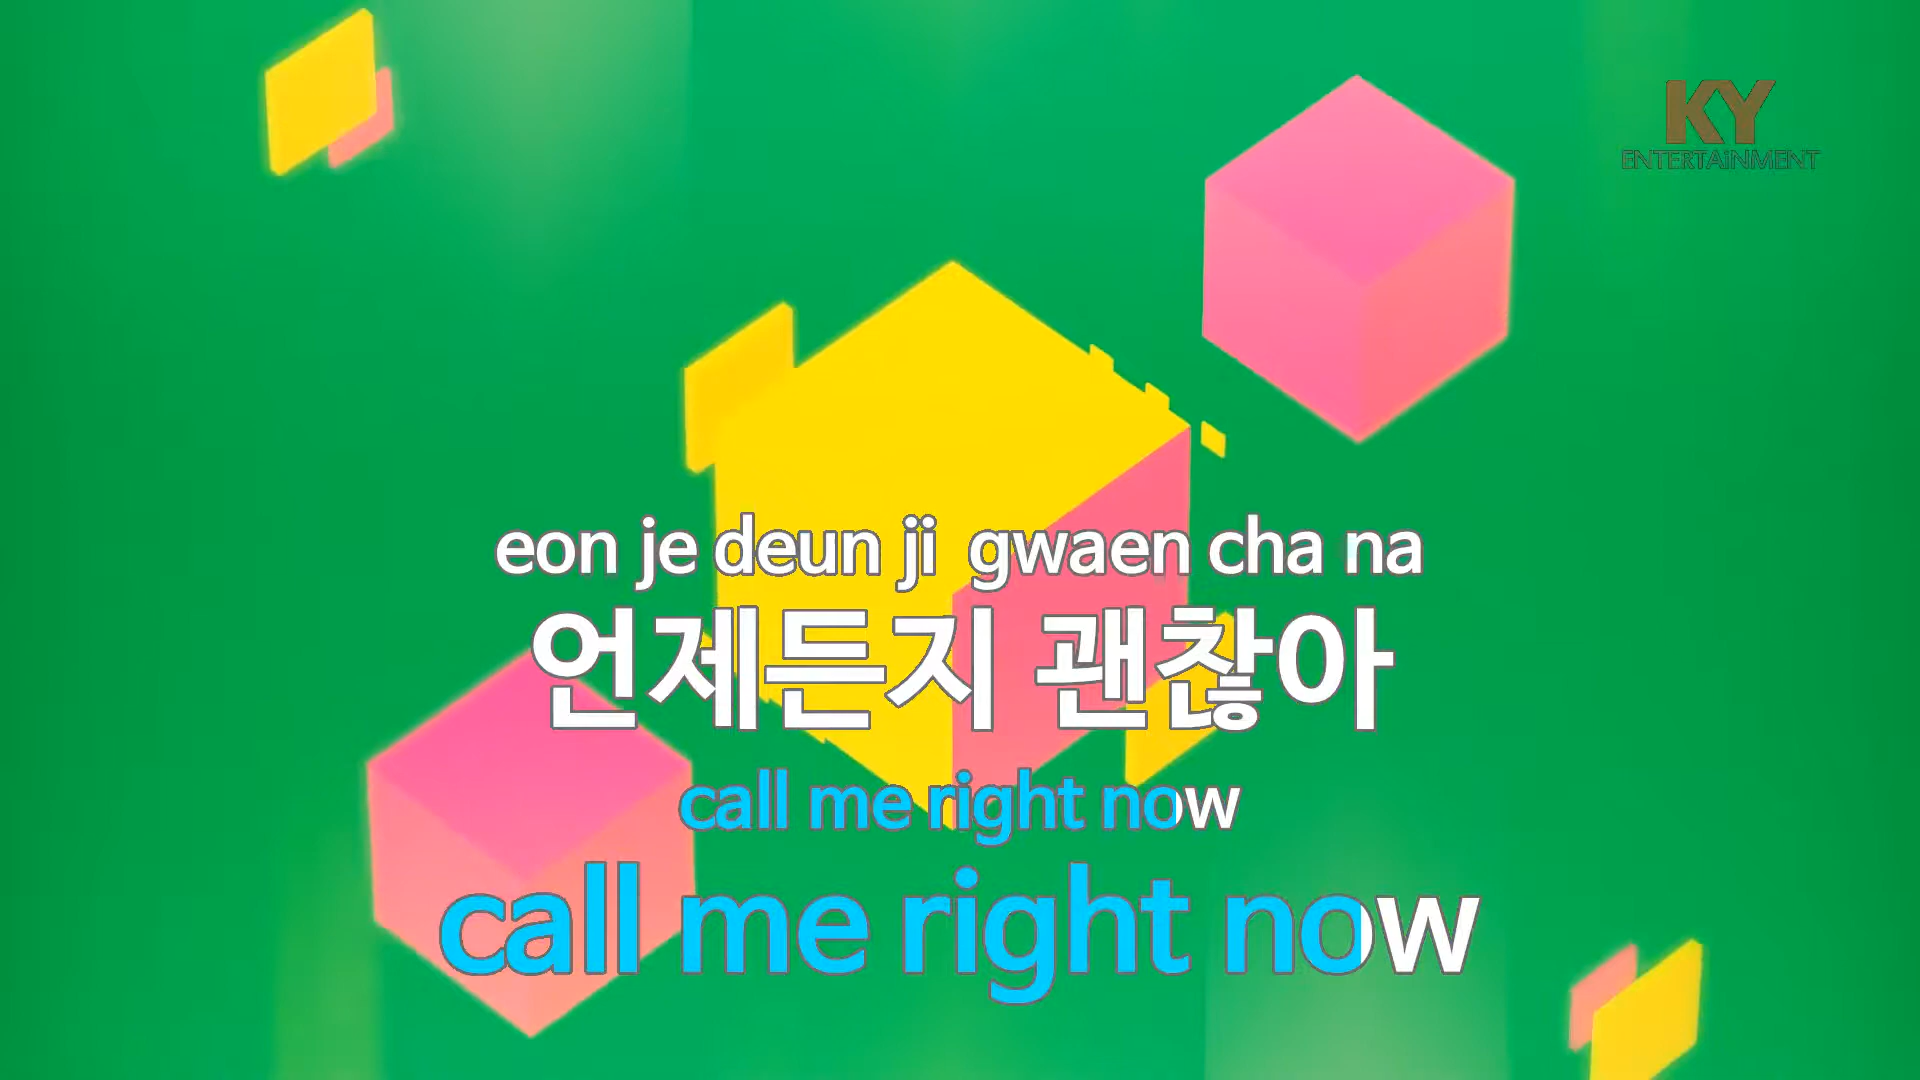 KY
ENTERTAiNMENT
eon je deun ji gwaen cha na
언제든지 괜찮아
call me right now
call me right now